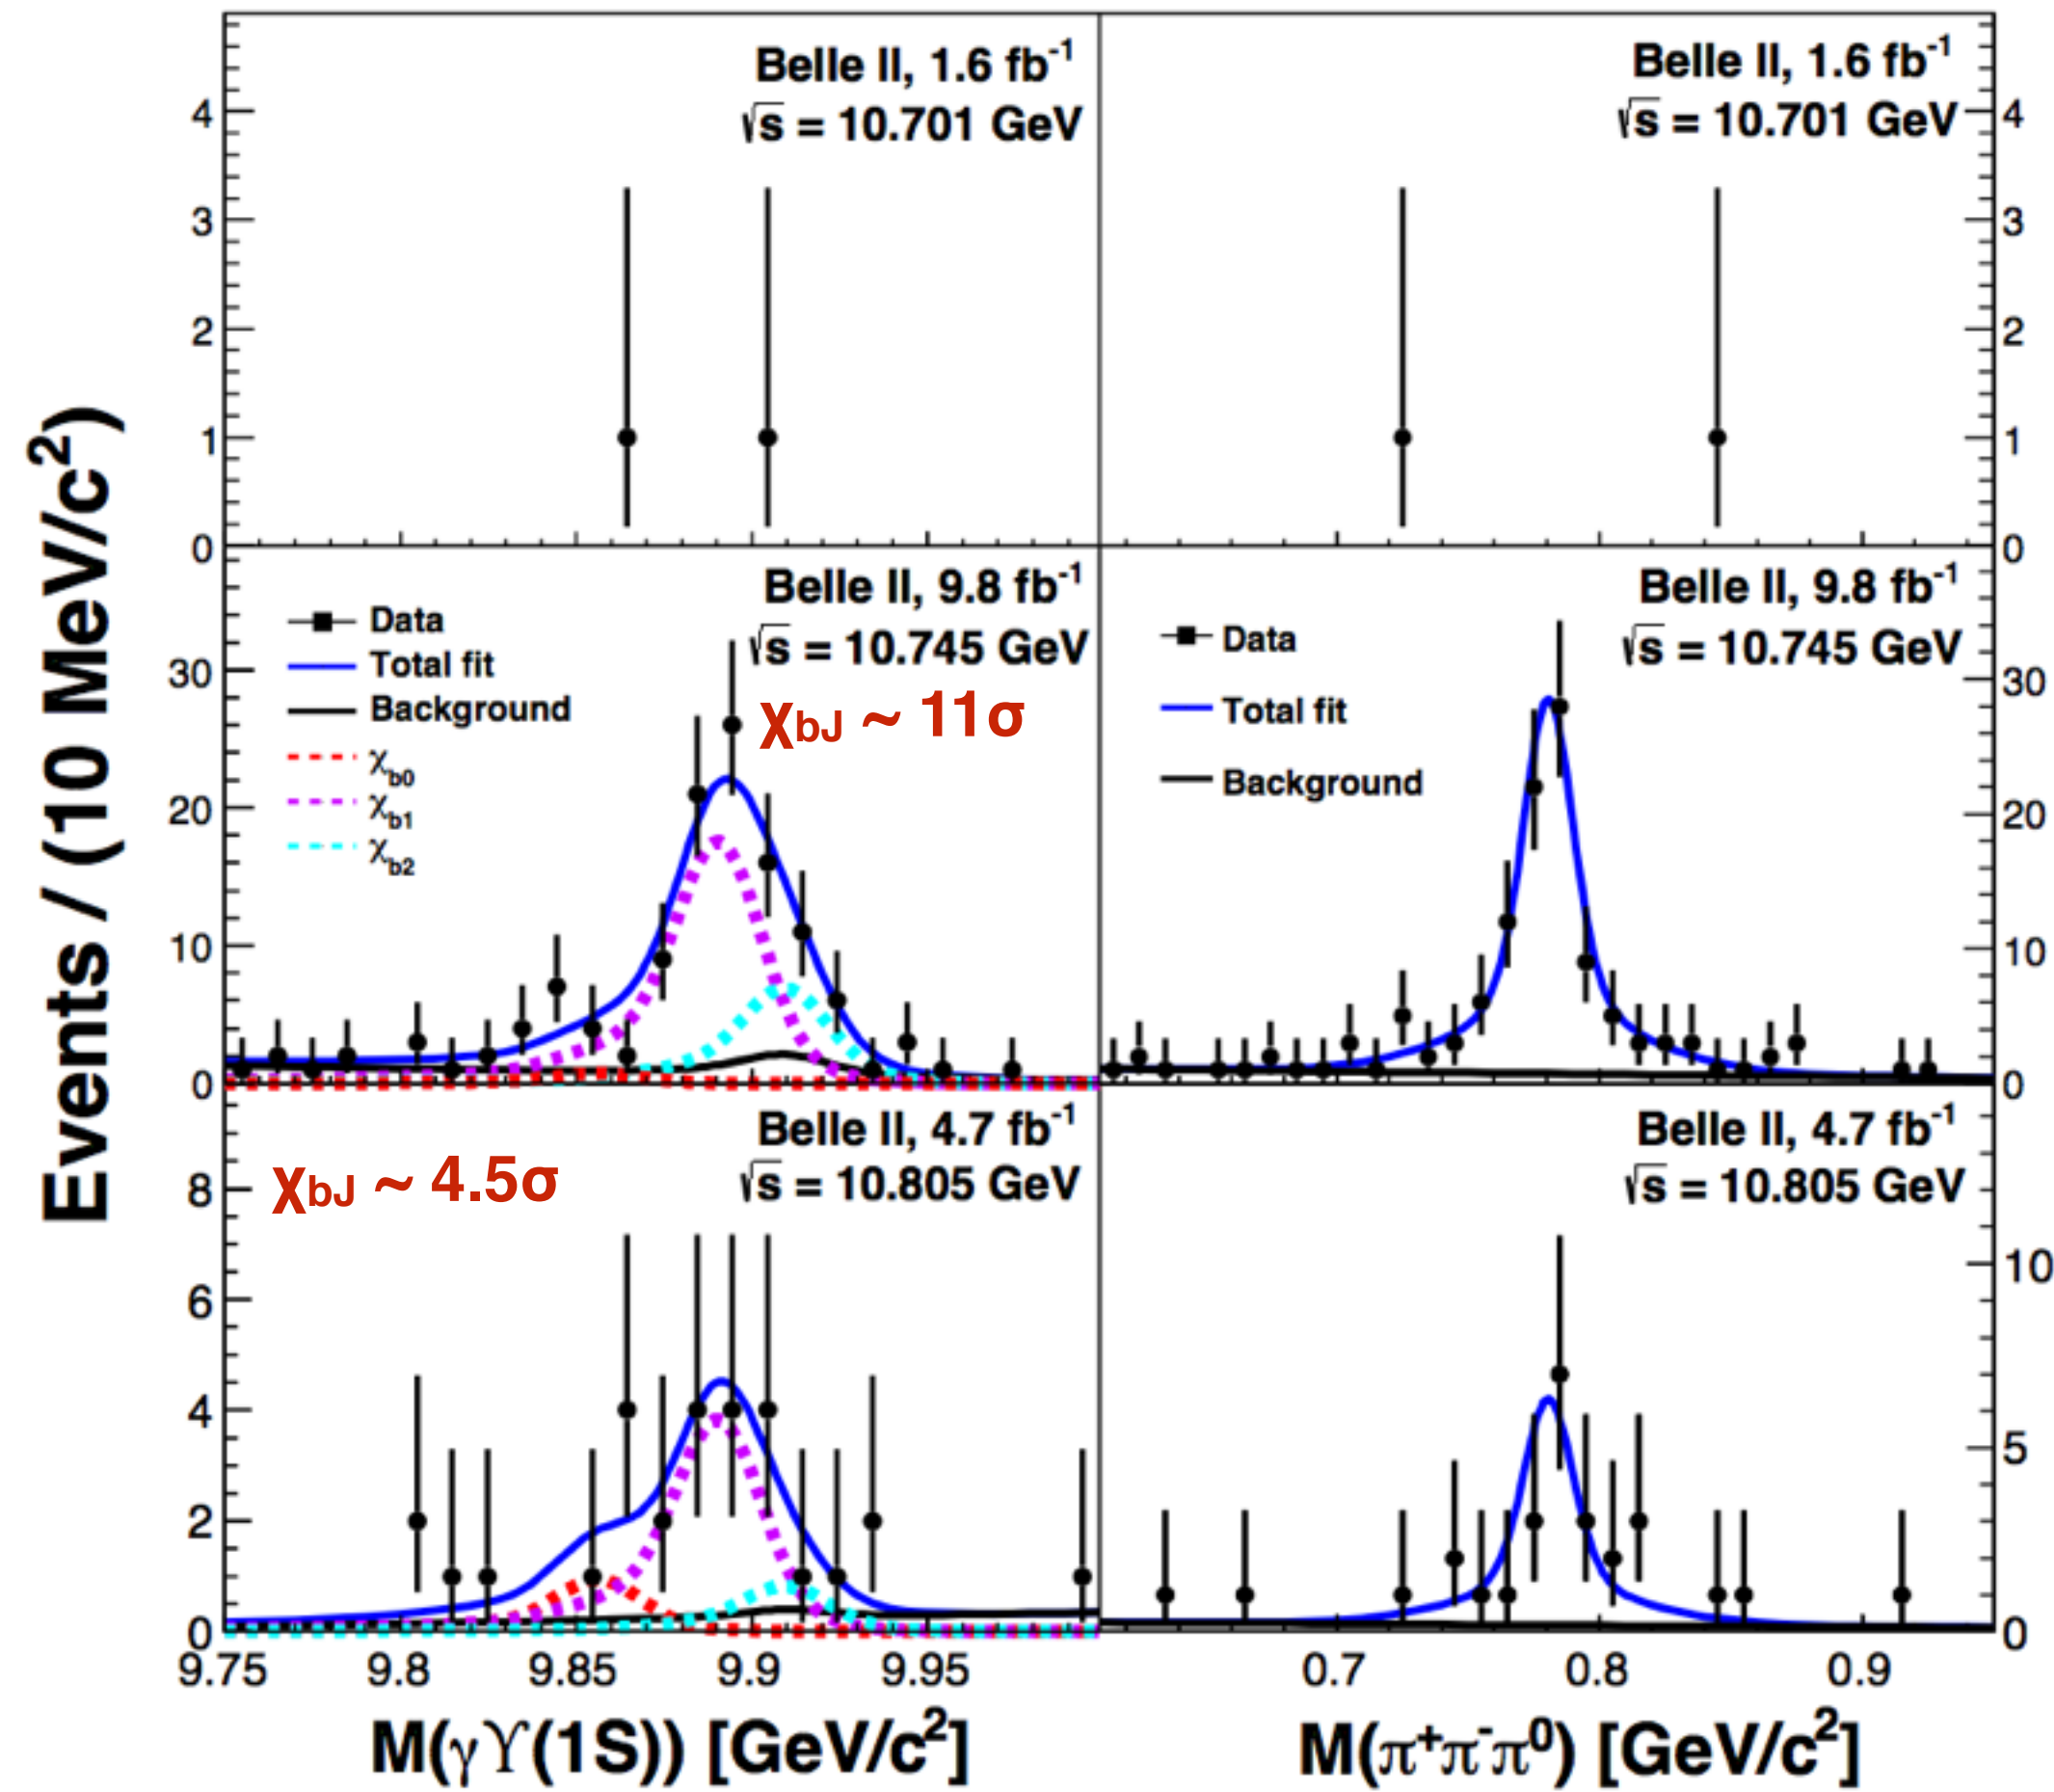 Events / (10 MeV/c²)
Belle II, 1.6 fb⁻¹
√s = 10.701 GeV
4
3
2
1
0
Belle II, 1.6 fb⁻¹
√s = 10.701 GeV
4
3
2
1
0
Belle II, 9.8 fb⁻¹
√s = 10.745 GeV
Data
Total fit
Background
χb0
χb1
χb2
χbJ ~ 11σ
30
20
10
0
Belle II, 9.8 fb⁻¹
√s = 10.745 GeV
Data
Total fit
Background
30
20
10
0
Belle II, 4.7 fb⁻¹
√s = 10.805 GeV
χbJ ~ 4.5σ
8
6
4
2
0
Belle II, 4.7 fb⁻¹
√s = 10.805 GeV
10
5
0
9.75 9.8 9.85 9.9 9.95
0.7 0.8 0.9
M(γϒ(1S)) [GeV/c²]
M(π⁺π⁻π⁰) [GeV/c²]